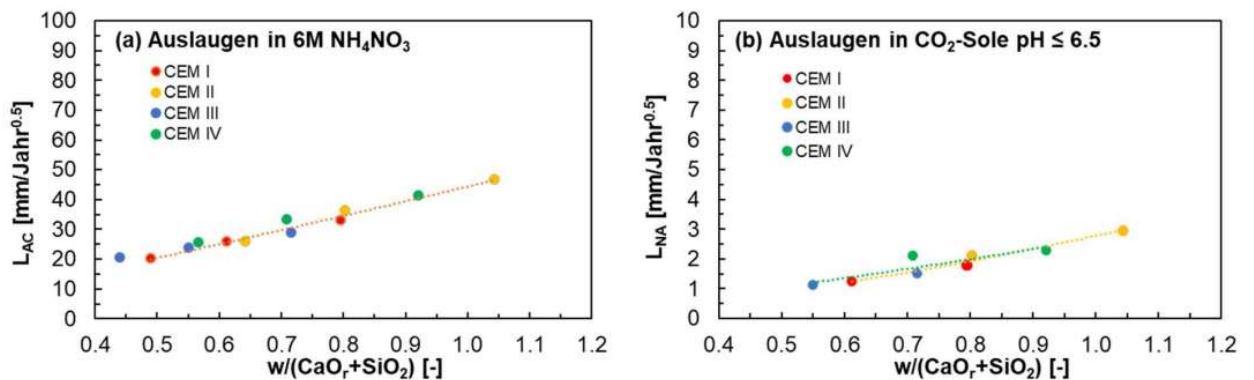 (a) Auslaugen in 6M NH₄NO₃
CEM I
CEM II
CEM III
CEM IV
L_AC [mm/Jahr^0.5]
100
90
80
70
60
50
40
30
20
10
0
0.4 0.5 0.6 0.7 0.8 0.9 1.0 1.1 1.2
w/(CaOᵣ+SiO₂) [-]
(b) Auslaugen in CO₂-Sole pH ≤ 6.5
CEM I
CEM II
CEM III
CEM IV
L_NA [mm/Jahr^0.5]
10
9
8
7
6
5
4
3
2
1
0
0.4 0.5 0.6 0.7 0.8 0.9 1.0 1.1 1.2
w/(CaOᵣ+SiO₂) [-]